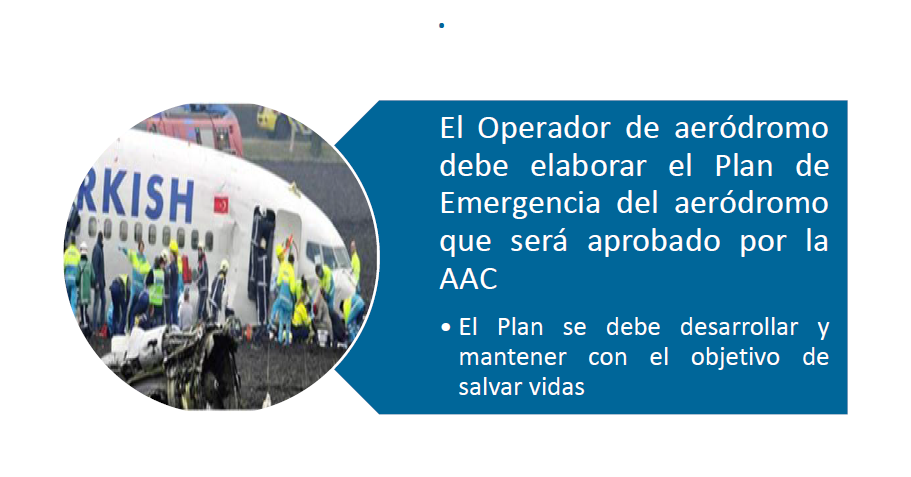 •
RKISH
El Operador de aeródromo
debe elaborar el Plan de
Emergencia del aeródromo
que será aprobado por la
AAC
• El Plan se debe desarrollar y
mantener con el objetivo de
salvar vidas